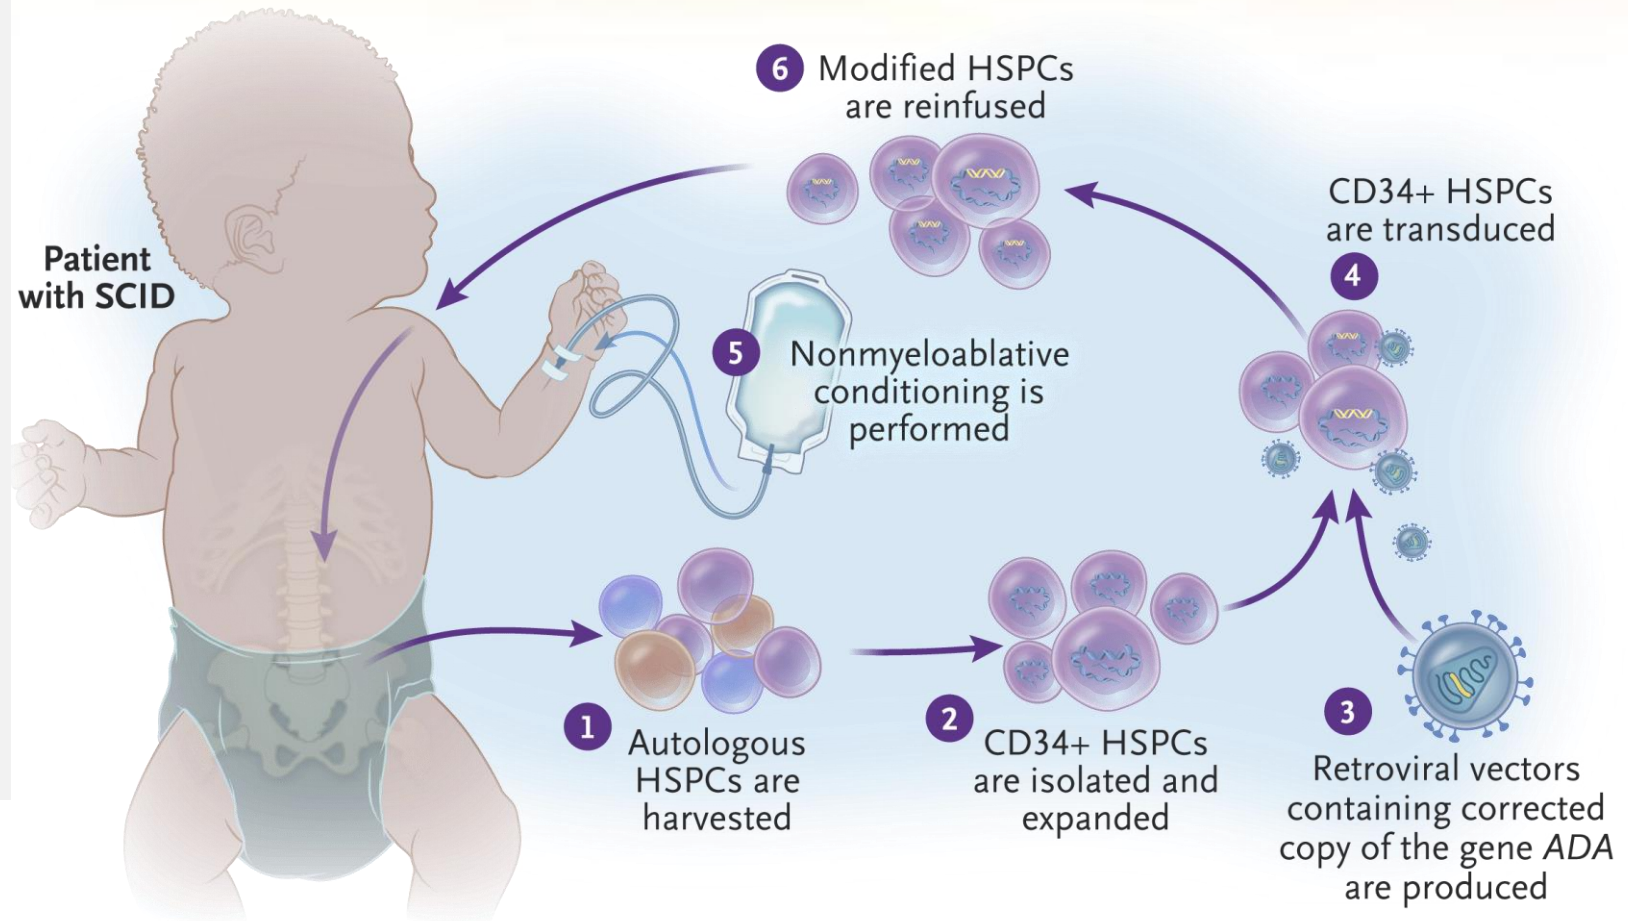 Patient
with SCID
1
Autologous
HSPCs are
harvested
2
CD34+ HSPCs
are isolated and
expanded
3
Retroviral vectors
containing corrected
copy of the gene ADA
are produced
CD34+ HSPCs
are transduced
4
5
Nonmyeloablative
conditioning is
performed
6
Modified HSPCs
are reinfused